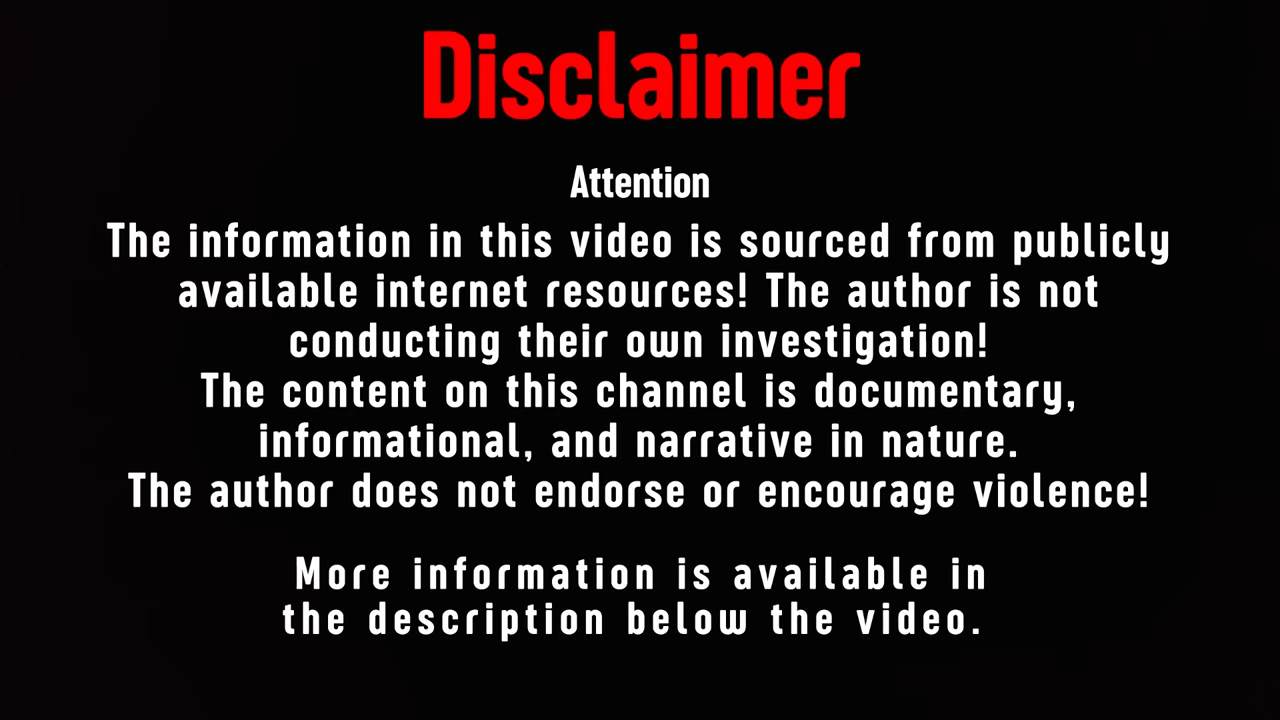 Disclaimer
Attention
The information in this video is sourced from publicly
available internet resources! The author is not
conducting their own investigation!
The content on this channel is documentary,
informational, and narrative in nature.
The author does not endorse or encourage violence!
More information is available in
the description below the video.